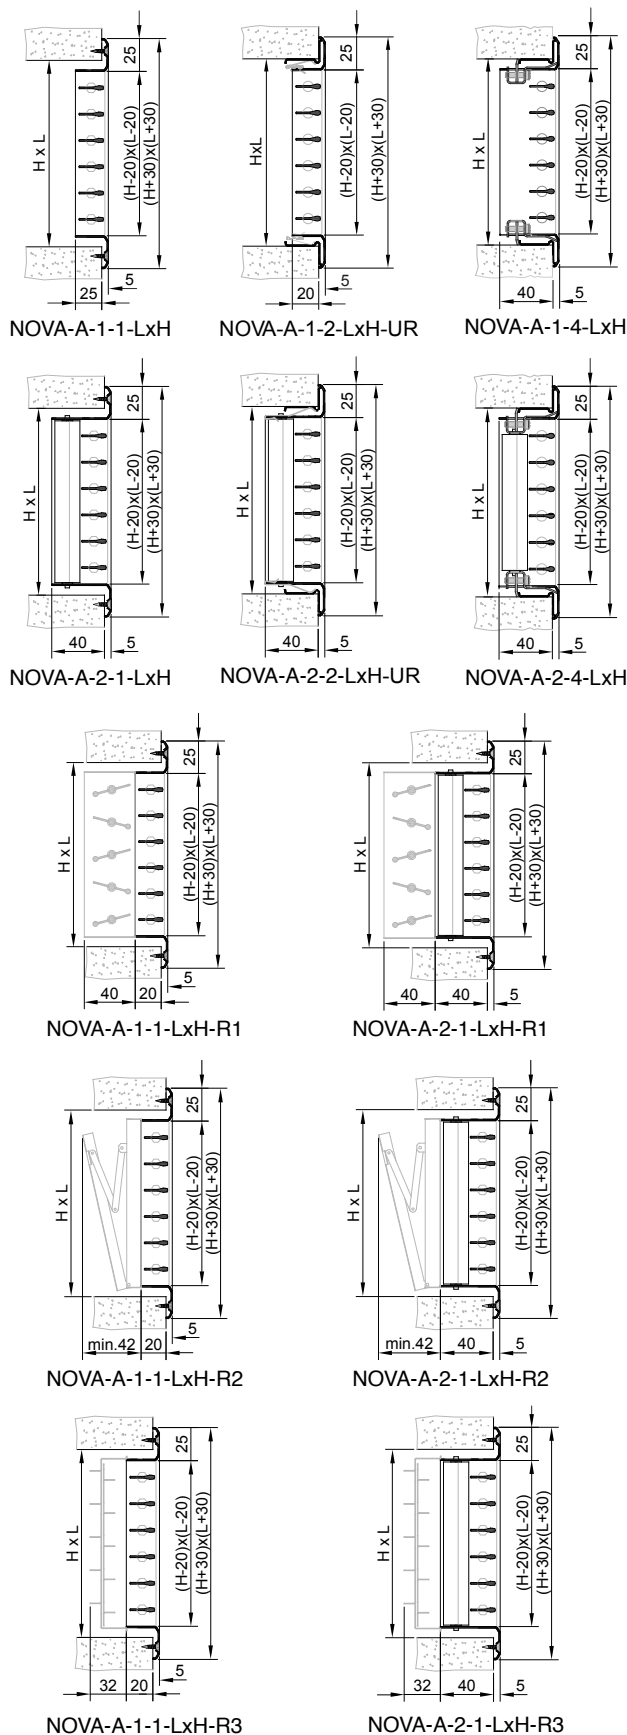 25
H x L
(H-20)x(L-20)
(H+30)x(L+30)
25
5
NOVA-A-1-1-LxH
25
HxL
(H-20)x(L-20)
(H+30)x(L+30)
20
5
NOVA-A-1-2-LxH-UR
25
H x L
(H-20)x(L-20)
(H+30)x(L+30)
40
5
NOVA-A-1-4-LxH
25
H x L
(H-20)x(L-20)
(H+30)x(L+30)
40
5
NOVA-A-2-1-LxH
25
H x L
(H-20)x(L-20)
(H+30)x(L+30)
40
5
NOVA-A-2-2-LxH-UR
25
H x L
(H-20)x(L-20)
(H+30)x(L+30)
40
5
NOVA-A-2-4-LxH
25
H x L
(H-20)x(L-20)
(H+30)x(L+30)
5
40
20
NOVA-A-1-1-LxH-R1
25
H x L
(H-20)x(L-20)
(H+30)x(L+30)
40
40
5
NOVA-A-2-1-LxH-R1
25
H x L
(H-20)x(L-20)
(H+30)x(L+30)
5
min.42
20
NOVA-A-1-1-LxH-R2
25
H x L
(H-20)x(L-20)
(H+30)x(L+30)
min.42
40
5
NOVA-A-2-1-LxH-R2
25
H x L
(H-20)x(L-20)
(H+30)x(L+30)
5
32
20
NOVA-A-1-1-LxH-R3
25
H x L
(H-20)x(L-20)
(H+30)x(L+30)
32
40
5
NOVA-A-2-1-LxH-R3